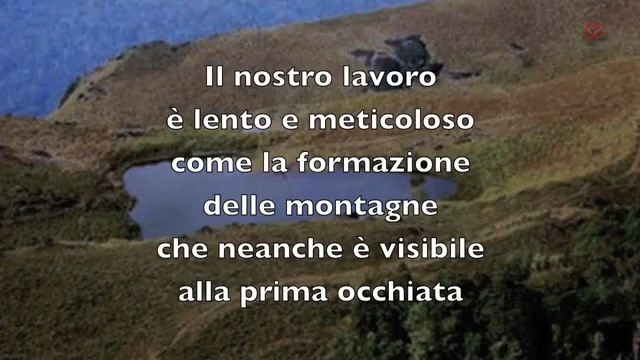 Il nostro lavoro
è lento e meticoloso
come la formazione
delle montagne
che neanche è visibile
alla prima occhiata